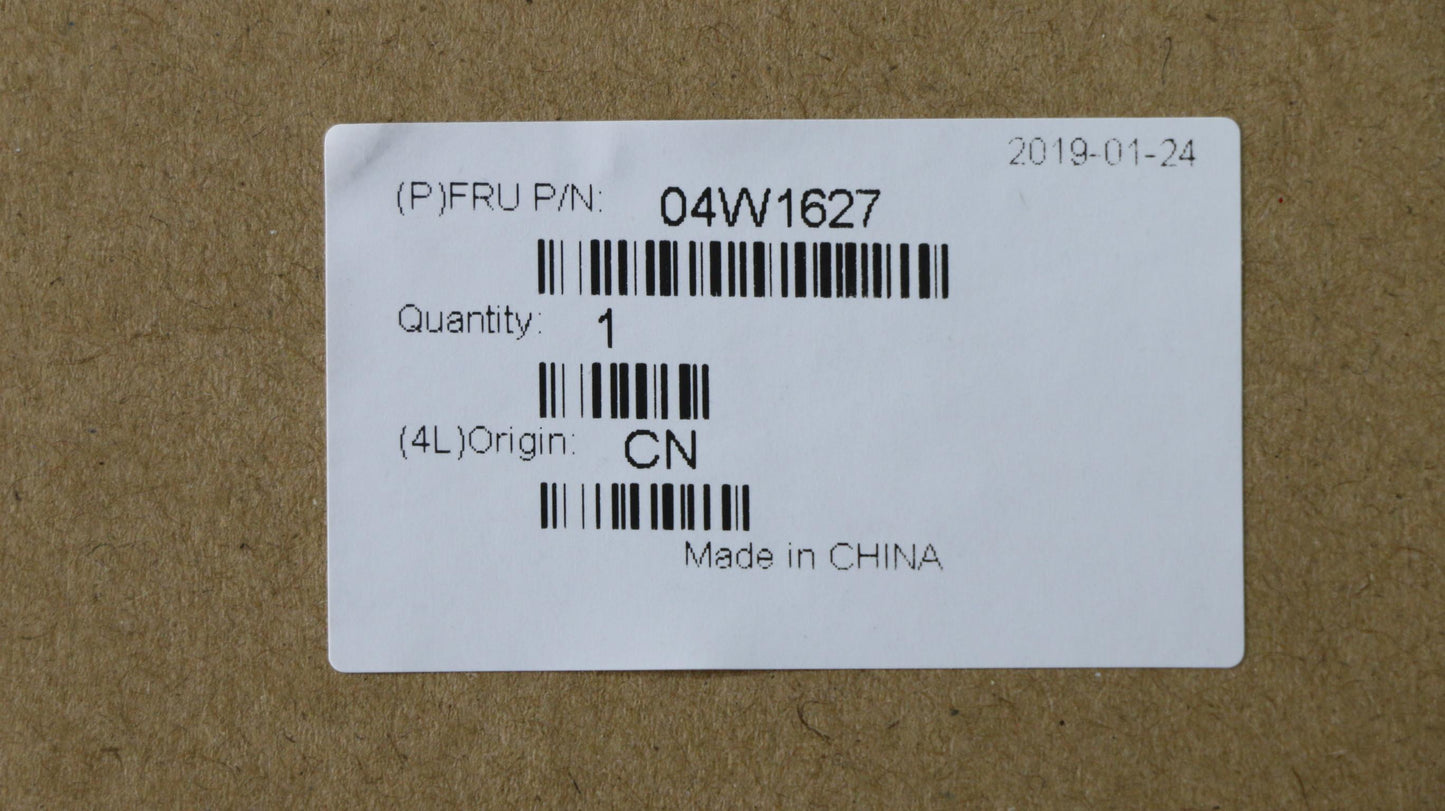 2019-01-24
(P)FRU P/N: 04W1627
Quantity: 1
(4L)Origin: CN
Made in CHINA